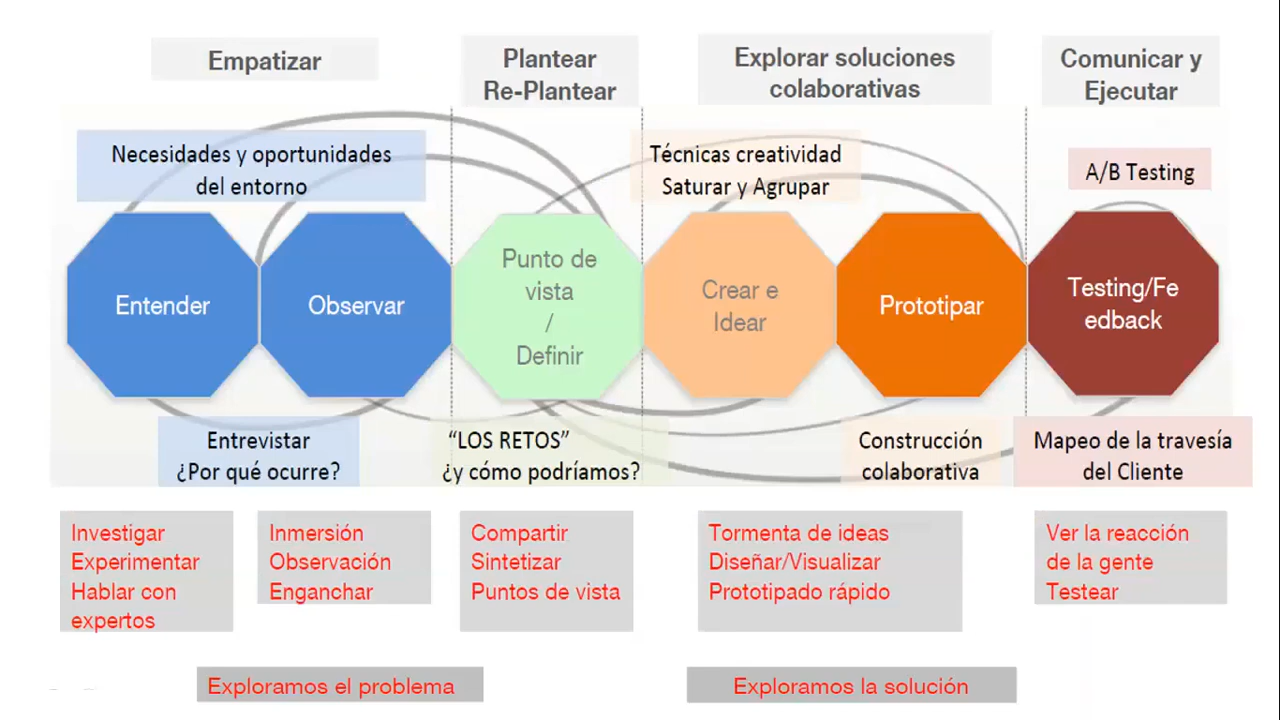 Empatizar
Plantear
Re-Plantear
Explorar soluciones
colaborativas
Comunicar y
Ejecutar
Necesidades y oportunidades
del entorno
Técnicas creatividad
Saturar y Agrupar
A/B Testing
Entender
Observar
Punto de
vista
/
Definir
Crear e
Idear
Prototipar
Testing/Fe
edback
Entrevistar
¿Por qué ocurre?
“LOS RETOS”
¿y cómo podríamos?
Construcción
colaborativa
Mapeo de la travesía
del Cliente
Investigar
Experimentar
Hablar con
expertos
Inmersión
Observación
Enganchar
Compartir
Sintetizar
Puntos de vista
Tormenta de ideas
Diseñar/Visualizar
Prototipado rápido
Ver la reacción
de la gente
Testear
Exploramos el problema
Exploramos la solución